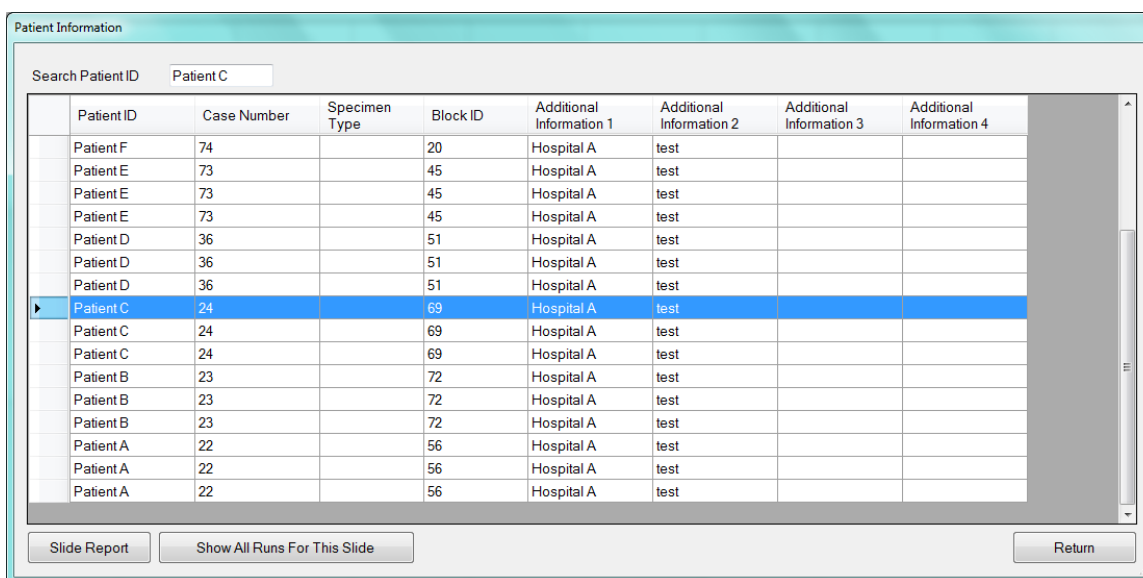 Patient Information
Search Patient ID Patient C
Patient ID Case Number Specimen Type Block ID Additional Information 1 Additional Information 2 Additional Information 3 Additional Information 4
Patient F 74 20 Hospital A test
Patient E 73 45 Hospital A test
Patient E 73 45 Hospital A test
Patient E 73 45 Hospital A test
Patient D 36 51 Hospital A test
Patient D 36 51 Hospital A test
Patient D 36 51 Hospital A test
Patient C 24 69 Hospital A test
Patient C 24 69 Hospital A test
Patient C 24 69 Hospital A test
Patient B 23 72 Hospital A test
Patient B 23 72 Hospital A test
Patient B 23 72 Hospital A test
Patient A 22 56 Hospital A test
Patient A 22 56 Hospital A test
Patient A 22 56 Hospital A test
Slide Report Show All Runs For This Slide Return